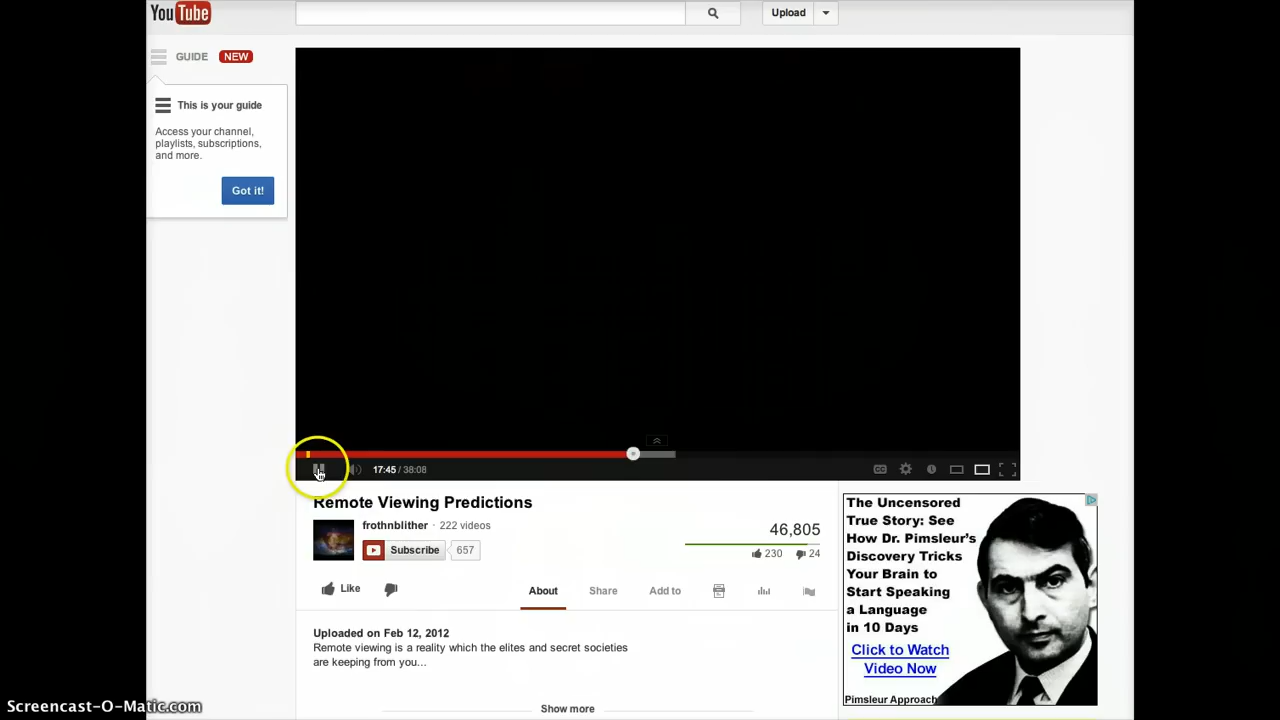 YouTube
Upload
GUIDE NEW
This is your guide
Access your channel,
playlists, subscriptions,
and more.
Got it!
17:45 / 38:08
CC
Remote Viewing Predictions
frothnblither · 222 videos
Subscribe 657
46,805
230 24
Like
About Share Add to
Uploaded on Feb 12, 2012
Remote viewing is a reality which the elites and secret societies
are keeping from you...
Show more
The Uncensored
True Story: See
How Dr. Pimsleur's
Discovery Tricks
Your Brain to
Start Speaking
a Language
in 10 Days
Click to Watch
Video Now
Pimsleur Approach
Screencast-O-Matic.com